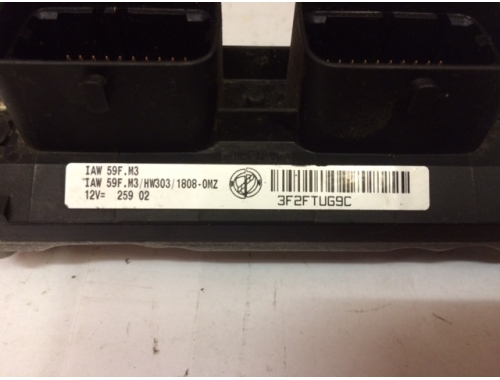 IAW 59F.M3
IAW 59F.M3/HW303/1808-0MZ
12V= 259 02
3F2FTUG9C